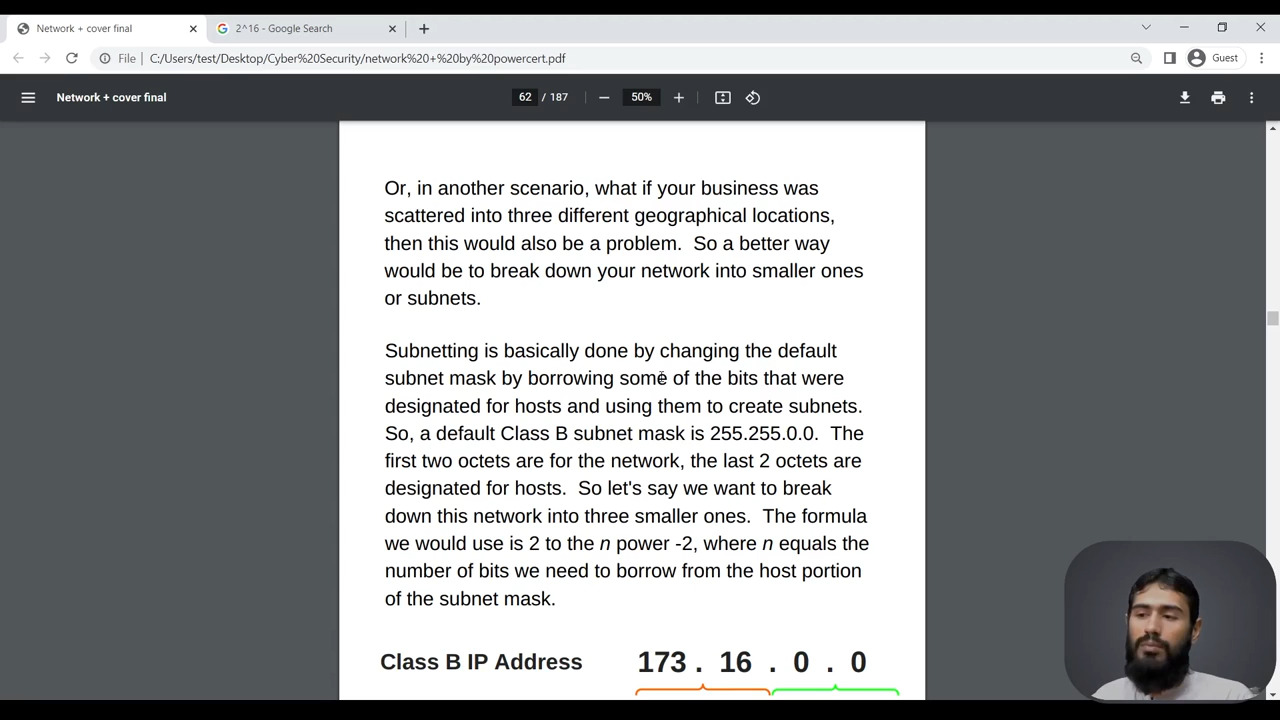 Network + cover final
2^16 - Google Search
File
C:/Users/test/Desktop/Cyber%20Security/network%20+%20by%20powercert.pdf
Guest
Network + cover final
62 / 187
50%
Or, in another scenario, what if your business was
scattered into three different geographical locations,
then this would also be a problem. So a better way
would be to break down your network into smaller ones
or subnets.
Subnetting is basically done by changing the default
subnet mask by borrowing some of the bits that were
designated for hosts and using them to create subnets.
So, a default Class B subnet mask is 255.255.0.0. The
first two octets are for the network, the last 2 octets are
designated for hosts. So let's say we want to break
down this network into three smaller ones. The formula
we would use is 2 to the n power -2, where n equals the
number of bits we need to borrow from the host portion
of the subnet mask.
Class B IP Address 173 . 16 . 0 . 0